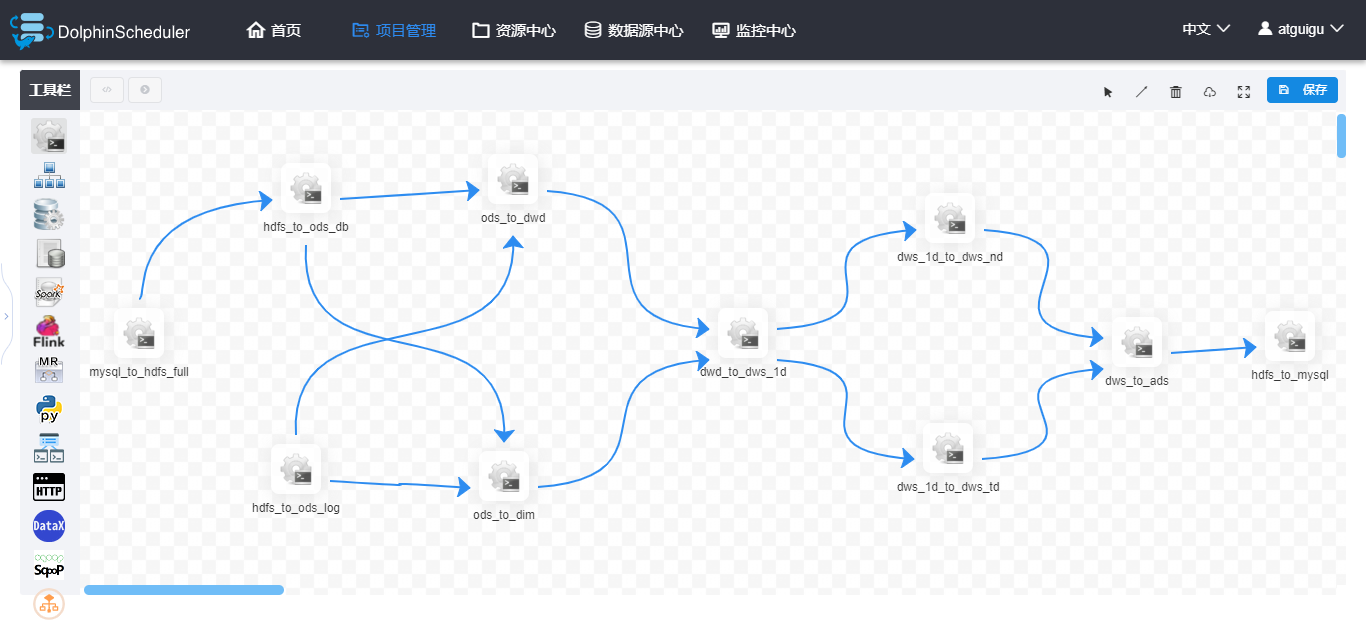 DolphinScheduler
首页
项目管理
资源中心
数据源中心
监控中心
中文
atguigu
工具栏
保存
hdfs_to_ods_db
ods_to_dwd
dws_1d_to_dws_nd
mysql_to_hdfs_full
dwd_to_dws_1d
dws_to_ads
hdfs_to_mysql
hdfs_to_ods_log
ods_to_dim
dws_1d_to_dws_td
Spark
Flink
MR
py
HTTP
DataX
Sqoop